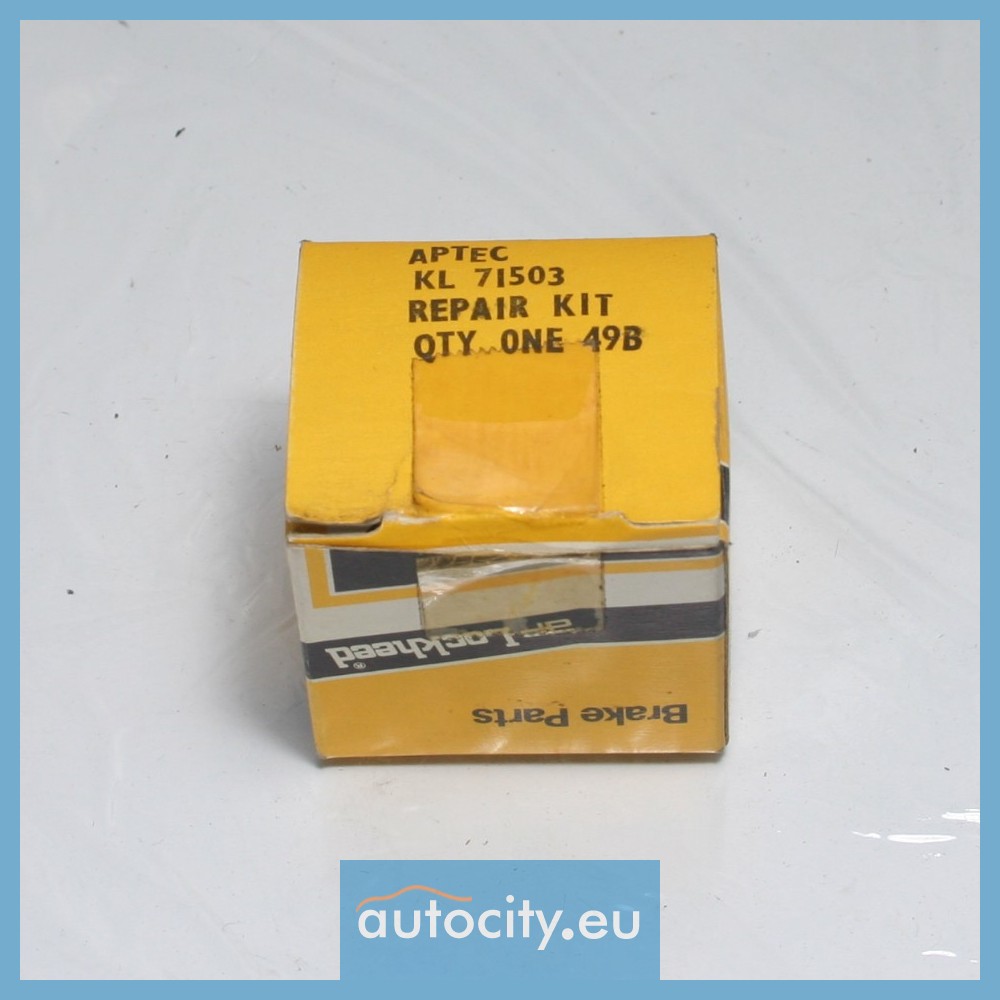 APTEC
KL 71503
REPAIR KIT
QTY ONE 49B
ap Lockheed®
Brake Parts
autocity.eu